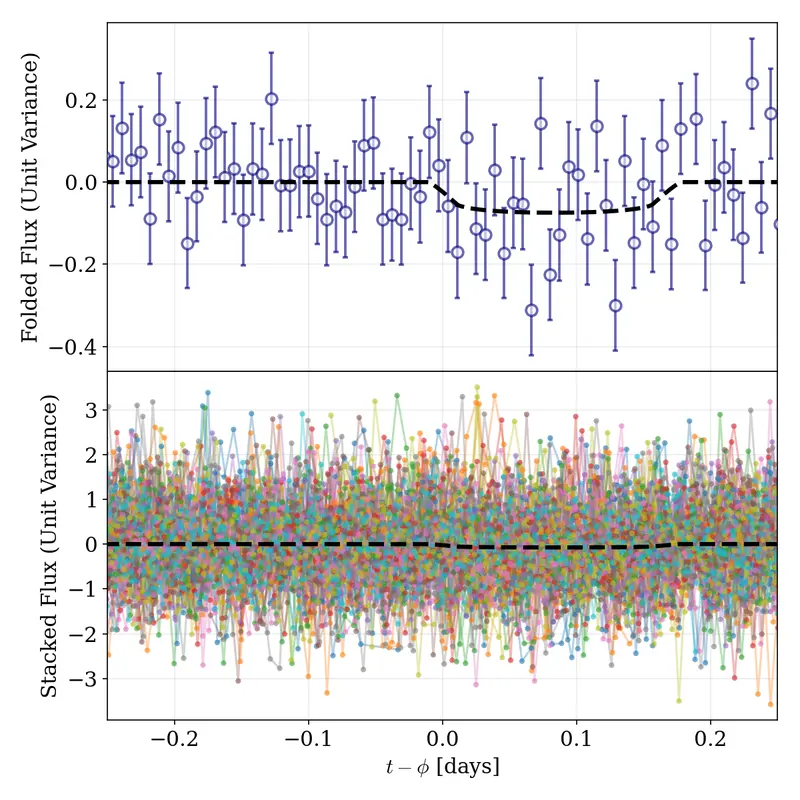 Folded Flux (Unit Variance)
0.2
0.0
−0.2
−0.4
Stacked Flux (Unit Variance)
3
2
1
0
−1
−2
−3
−0.2 −0.1 0.0 0.1 0.2
t − ϕ [days]